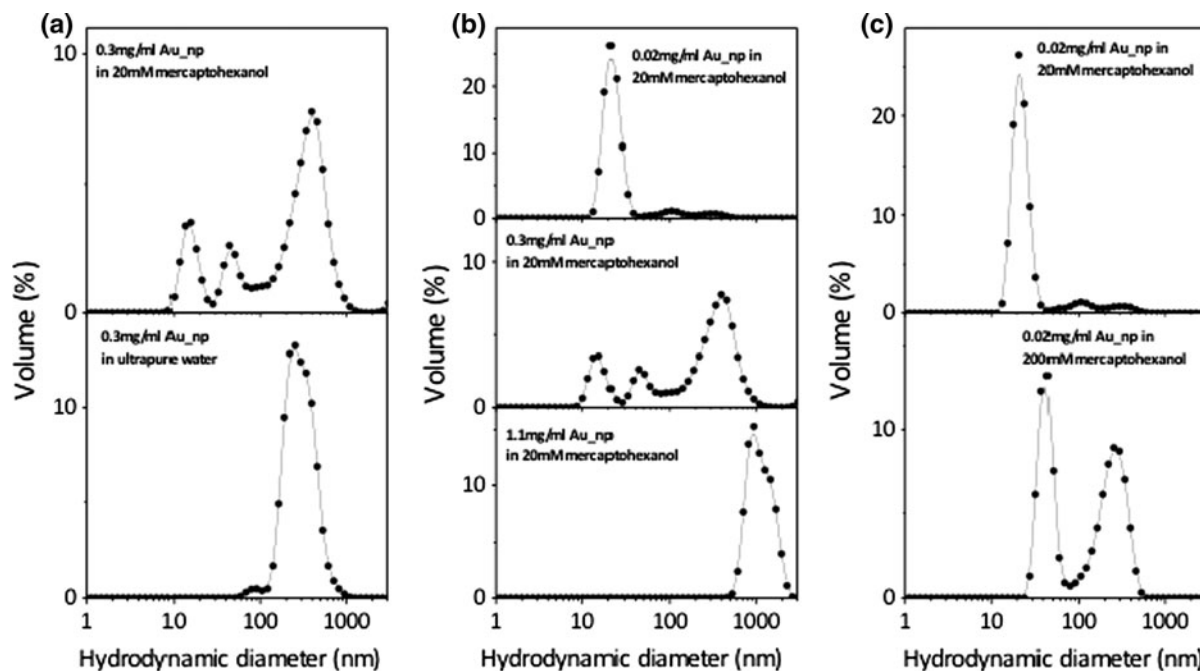 (a)
0.3mg/ml Au_np
in 20mM mercaptohexanol
10
0
0.3mg/ml Au_np
in ultrapure water
10
0
Volume (%)
1 10 100 1000
Hydrodynamic diameter (nm)
(b)
0.02mg/ml Au_np in
20mM mercaptohexanol
20
10
0
0.3mg/ml Au_np
in 20mM mercaptohexanol
10
0
1.1mg/ml Au_np
in 20mM mercaptohexanol
10
0
Volume (%)
1 10 100 1000
Hydrodynamic diameter (nm)
(c)
0.02mg/ml Au_np in
20mM mercaptohexanol
20
10
0
0.02mg/ml Au_np in
200mM mercaptohexanol
10
0
Volume (%)
1 10 100 1000
Hydrodynamic diameter (nm)